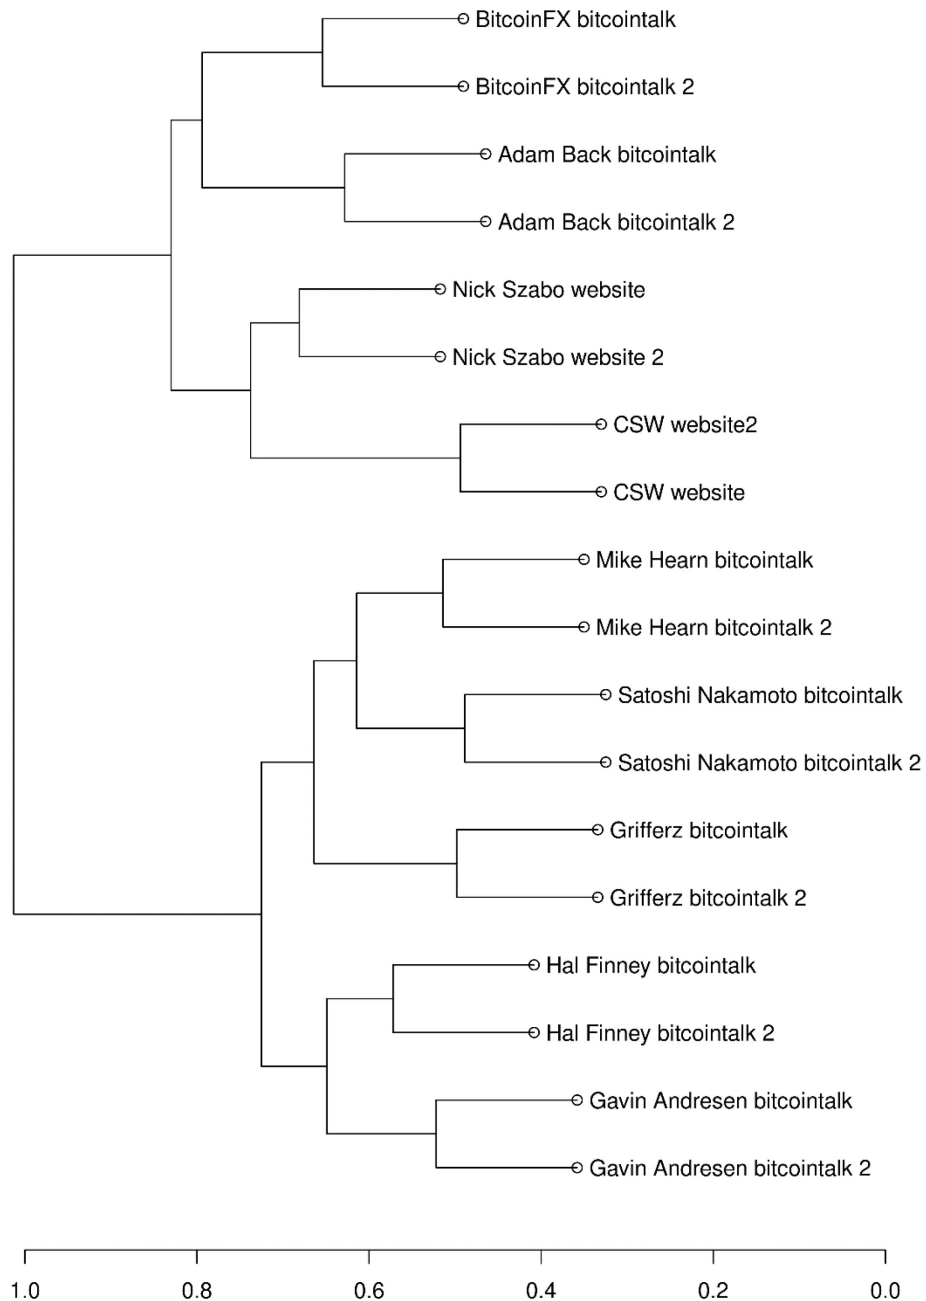 BitcoinFX bitcointalk
BitcoinFX bitcointalk 2
Adam Back bitcointalk
Adam Back bitcointalk 2
Nick Szabo website
Nick Szabo website 2
CSW website2
CSW website
Mike Hearn bitcointalk
Mike Hearn bitcointalk 2
Satoshi Nakamoto bitcointalk
Satoshi Nakamoto bitcointalk 2
Grifferz bitcointalk
Grifferz bitcointalk 2
Hal Finney bitcointalk
Hal Finney bitcointalk 2
Gavin Andresen bitcointalk
Gavin Andresen bitcointalk 2
1.0 0.8 0.6 0.4 0.2 0.0